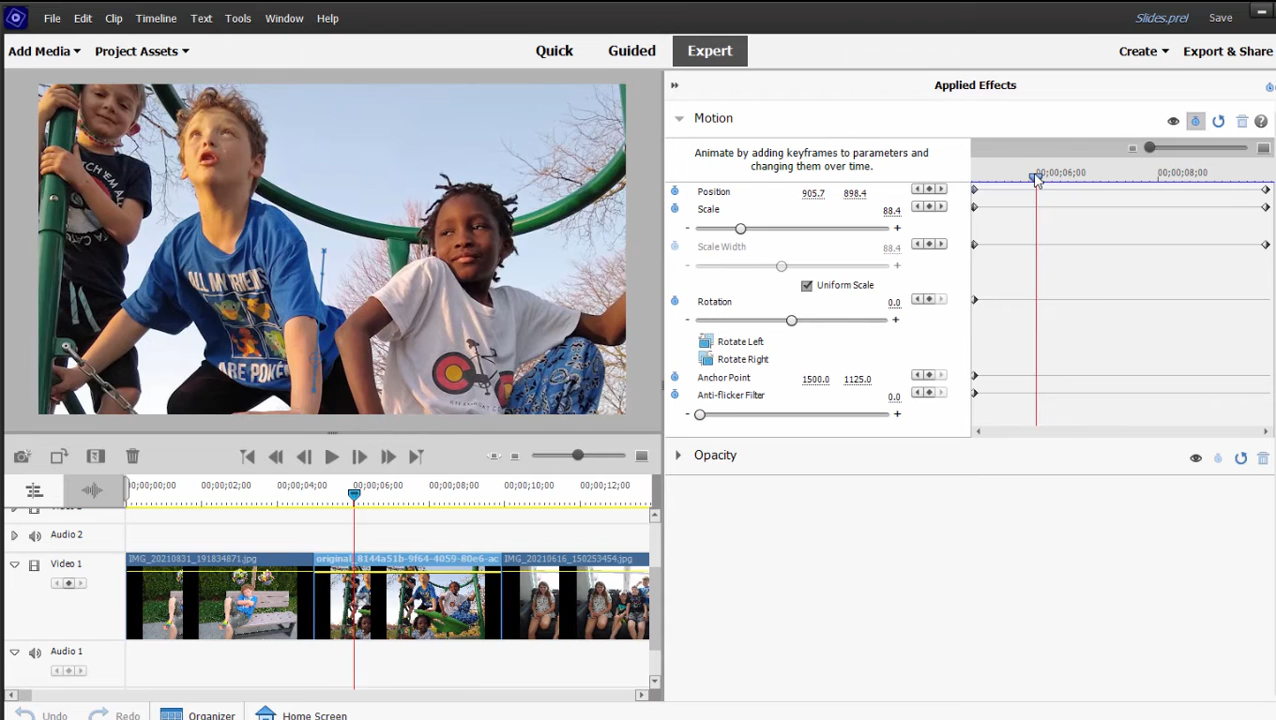 File Edit Clip Timeline Text Tools Window Help Slides.prel Save
Add Media Project Assets Quick Guided Expert Create Export & Share
Applied Effects
Motion
Animate by adding keyframes to parameters and
changing them over time.
00;00;06;00 00;00;08;00
Position 905.7 898.4
Scale 88.4
- +
Scale Width 88.4
- +
Uniform Scale
Rotation 0.0
- +
Rotate Left
Rotate Right
Anchor Point 1500.0 1125.0
Anti-flicker Filter 0.0
- +
Opacity
ALL MY FRIENDS
ARE POKÉ
00;00;00;00 00;00;02;00 00;00;04;00 00;00;06;00 00;00;08;00 00;00;10;00 00;00;12;00
Audio 2
Video 1
IMG_20210831_191834871.jpg original_8144a51b-9f64-4059-80e6-ac IMG_20210616_150253454.jpg
Audio 1
Undo Redo Organizer Home Screen